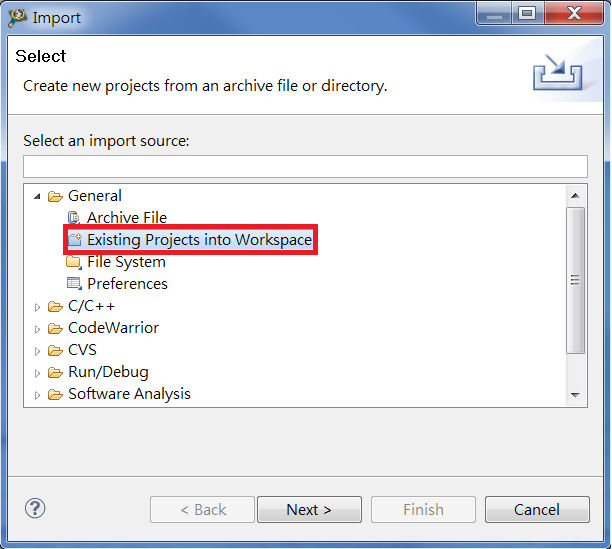 Import
Select
Create new projects from an archive file or directory.
Select an import source:
General
Archive File
Existing Projects into Workspace
File System
Preferences
C/C++
CodeWarrior
CVS
Run/Debug
Software Analysis
?
< Back
Next >
Finish
Cancel